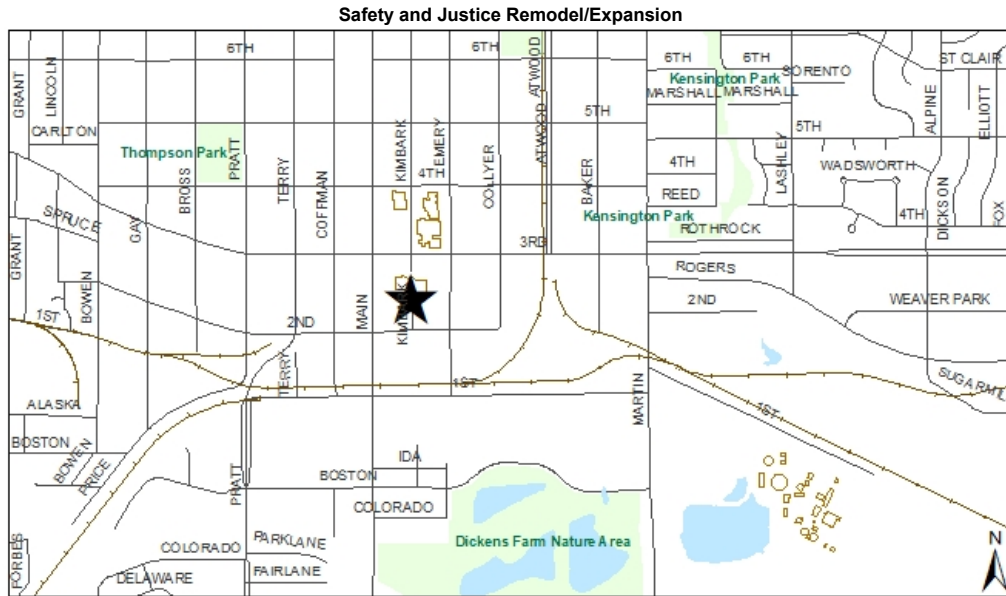 Safety and Justice Remodel/Expansion
6TH
6TH
ATWOOD
6TH
6TH
ST CLAIR
GRANT
LINCOLN
Kensington Park
SORENTO
MARSHALL
MARSHALL
ALPINE
ELLIOTT
CARLTON
5TH
5TH
Thompson Park
PRATT
KIMBARK
EMERY
ATWOOD
4TH
BROSS
TERRY
COFFMAN
4TH
COLLYER
BAKER
REED
LASHLEY
WADSWORTH
4TH
DICKSON
FOX
SPRUCE
GAY
Kensington Park
ROTHROCK
3RD
GRANT
BOWEN
ROGERS
1ST
MAIN
KIMBARK
2ND
2ND
WEAVER PARK
TERRY
1ST
MARTIN
1ST
SUGARMILL
ALASKA
BOSTON
BOWEN
PRICE
PRATT
IDA
BOSTON
COLORADO
FORBES
COLORADO
PARKLANE
DELAWARE
FAIRLANE
Dickens Farm Nature Area
N